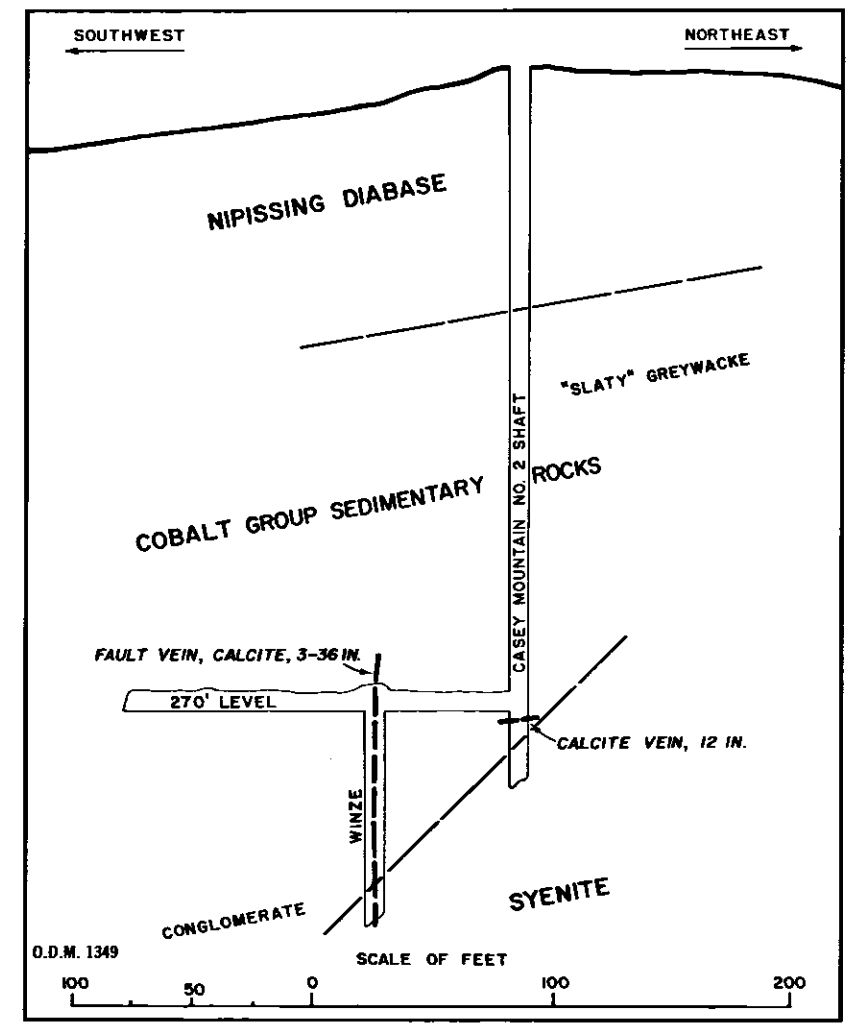 SOUTHWEST
NORTHEAST
NIPISSING DIABASE
"SLATY" GREYWACKE
CASEY MOUNTAIN NO. 2 SHAFT
COBALT GROUP SEDIMENTARY ROCKS
FAULT VEIN, CALCITE, 3-36 IN.
270' LEVEL
CALCITE VEIN, 12 IN.
WINZE
SYENITE
CONGLOMERATE
O.D.M. 1349
SCALE OF FEET
100 50 0 100 200